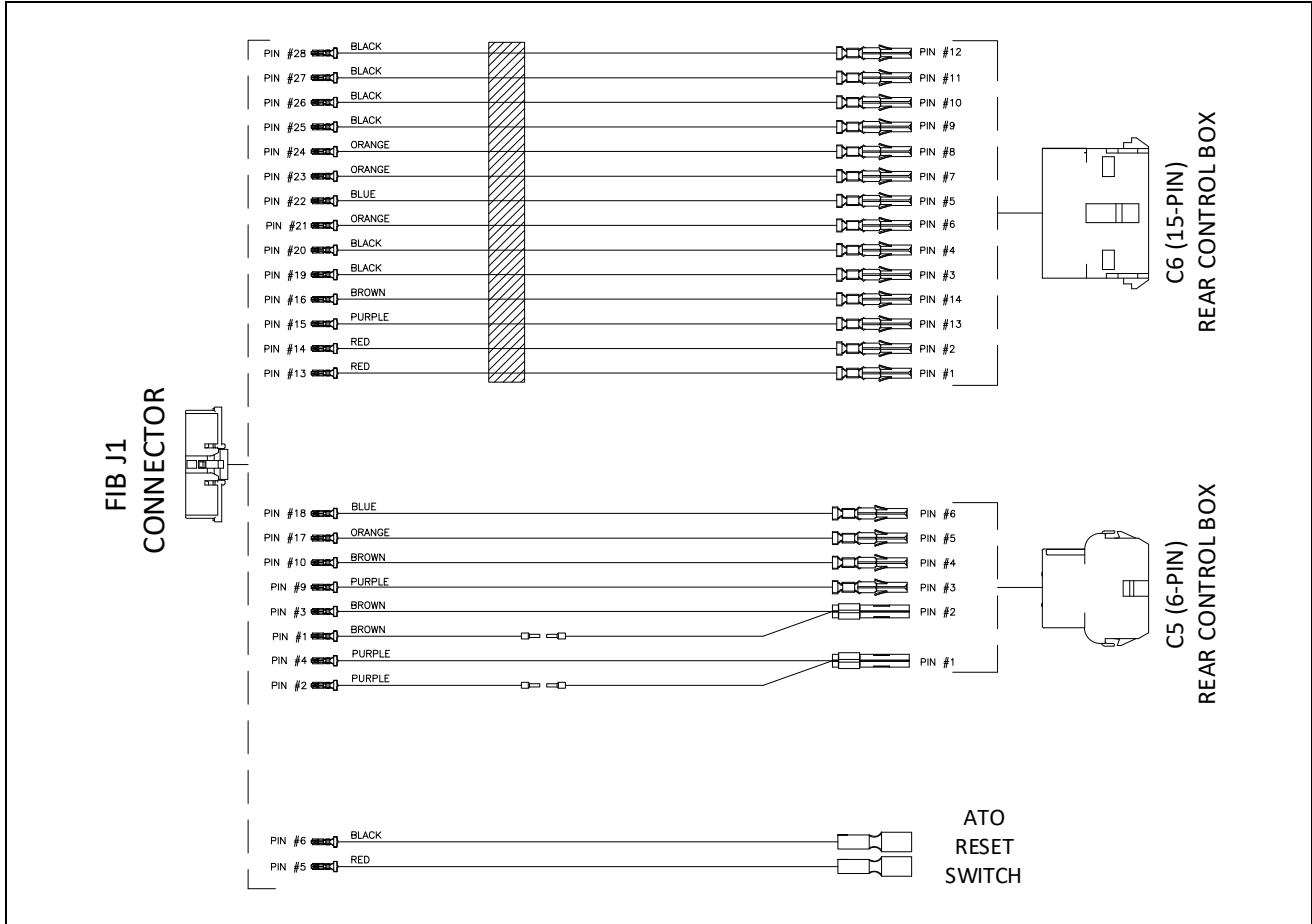 FIB J1
CONNECTOR
PIN #28 BLACK PIN #12
PIN #27 BLACK PIN #11
PIN #26 BLACK PIN #10
PIN #25 BLACK PIN #9
PIN #24 ORANGE PIN #8
PIN #23 ORANGE PIN #7
PIN #22 BLUE PIN #5
PIN #21 ORANGE PIN #6
PIN #20 BLACK PIN #4
PIN #19 BLACK PIN #3
PIN #16 BROWN PIN #14
PIN #15 PURPLE PIN #13
PIN #14 RED PIN #2
PIN #13 RED PIN #1
C6 (15-PIN)
REAR CONTROL BOX
PIN #18 BLUE PIN #6
PIN #17 ORANGE PIN #5
PIN #10 BROWN PIN #4
PIN #9 PURPLE PIN #3
PIN #3 BROWN PIN #2
PIN #1 BROWN
PIN #4 PURPLE PIN #1
PIN #2 PURPLE
C5 (6-PIN)
REAR CONTROL BOX
PIN #6 BLACK
PIN #5 RED
ATO
RESET
SWITCH